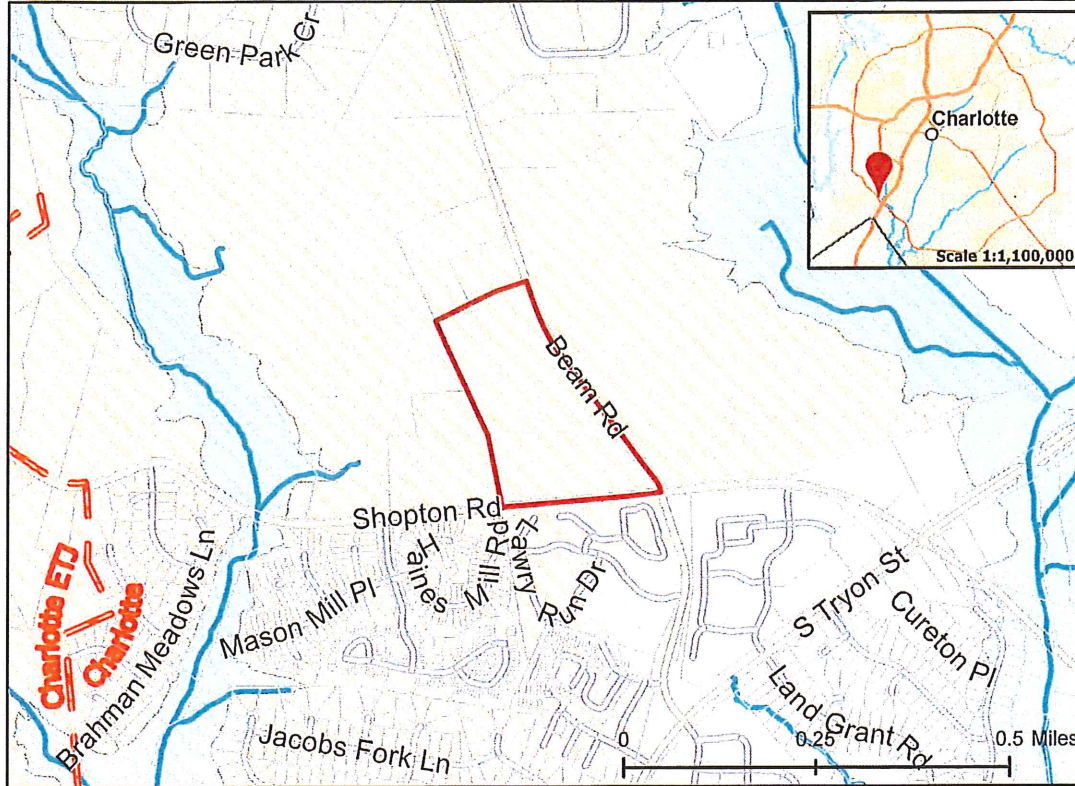 Green Park Cr
Charlotte
Scale 1:1,100,000
Beam Rd
Shopton Rd
Haines
Mill Rd
Lawry
Run Dr
Mason Mill Pl
S Tryon St
Cureton Pl
Charlotte ETJ
Charlotte
Brahman Meadows Ln
Land Grant Rd
Jacobs Fork Ln
0 0.25 0.5 Miles